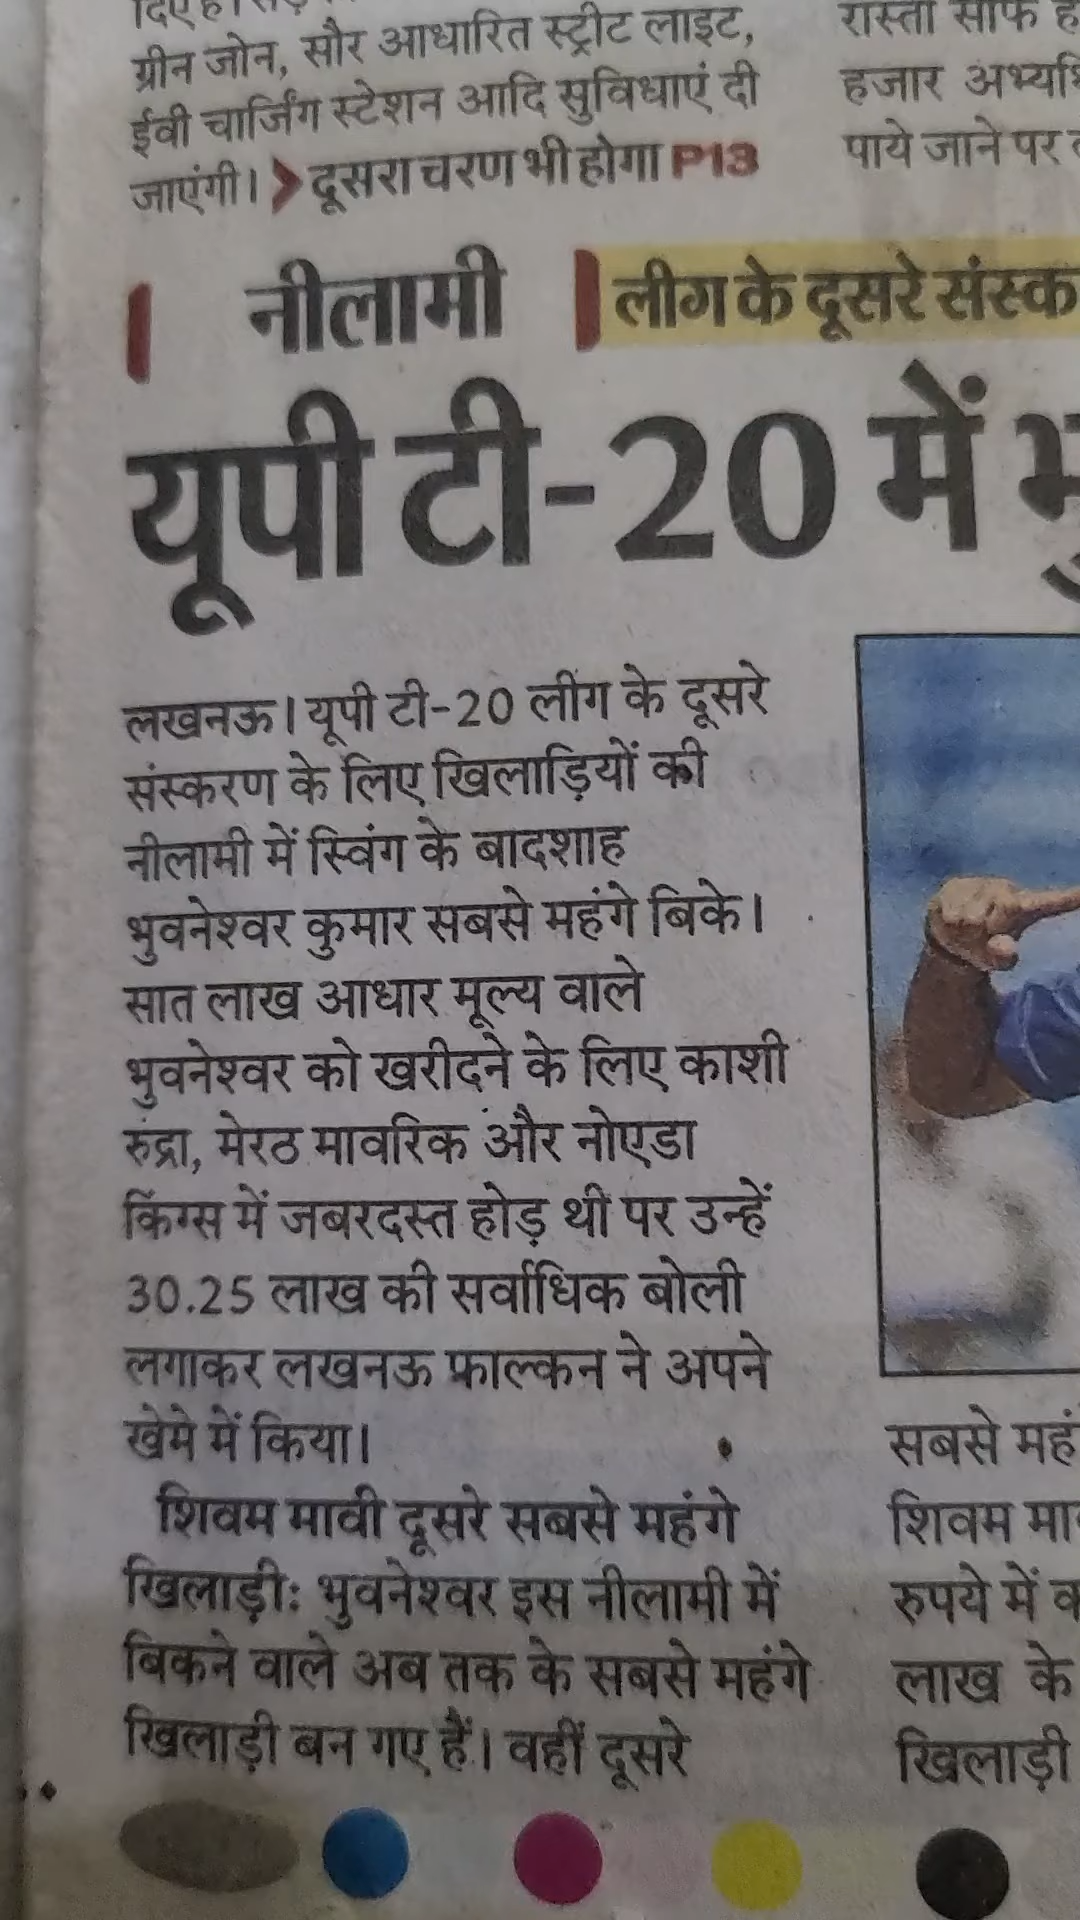 ग्रीन जोन, सौर आधारित स्ट्रीट लाइट,
ईवी चार्जिंग स्टेशन आदि सुविधाएं दी
जाएंगी। दूसरा चरण भी होगा P13
रास्ता साफ
हजार
पाये जाने पर
नीलामी
लीग के दूसरे
यूपी टी-20 में
लखनऊ। यूपी टी-20 लीग के दूसरे
संस्करण के लिए खिलाड़ियों की
नीलामी में स्विंग के बादशाह
भुवनेश्वर कुमार सबसे महंगे बिके।
सात लाख आधार मूल्य वाले
भुवनेश्वर को खरीदने के लिए काशी
रुद्रा, मेरठ मावरिक और नोएडा
किंग्स में जबरदस्त होड़ थी पर उन्हें
30.25 लाख की सर्वाधिक बोली
लगाकर लखनऊ फाल्कन ने अपने
खेमे में किया।
शिवम मावी दूसरे सबसे महंगे
खिलाड़ी: भुवनेश्वर इस नीलामी में
बिकने वाले अब तक के सबसे महंगे
खिलाड़ी बन गए हैं। वहीं दूसरे
सबसे
शिवम
रुपये में
लाख के
खिलाड़ी